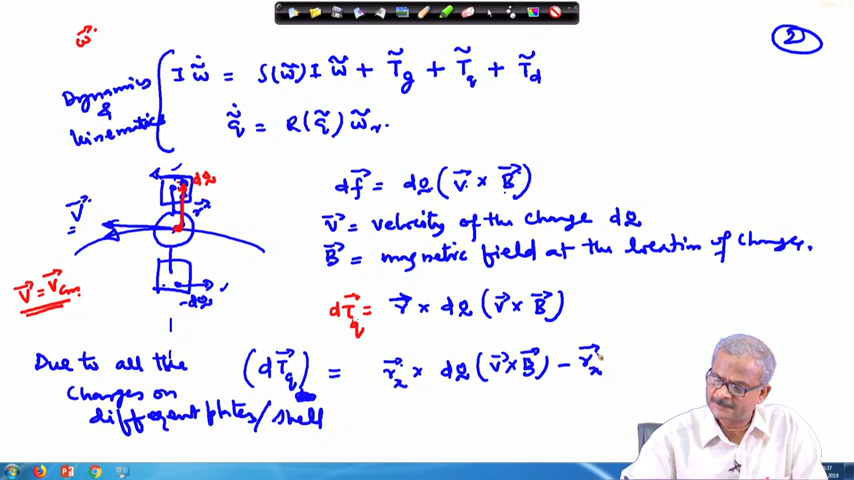 ω⃗
2
Dynamics & kinematics
I ω̃̇ = S(ω̃) I ω̃ + T̃g + T̃q + T̃d
q̃̇ = R(q̃) ω̃r.
dq
r⃗
V⃗
-dq
V⃗ = V⃗cm
df⃗ = dq (v⃗ × B⃗)
v⃗ = velocity of the charge dq
B⃗ = magnetic field at the location of charge.
dT⃗q = r⃗ × dq (v⃗ × B⃗)
Due to all the charges on different plates/shell
(dT⃗q) = r⃗x × dq (v⃗ × B⃗) − r⃗x